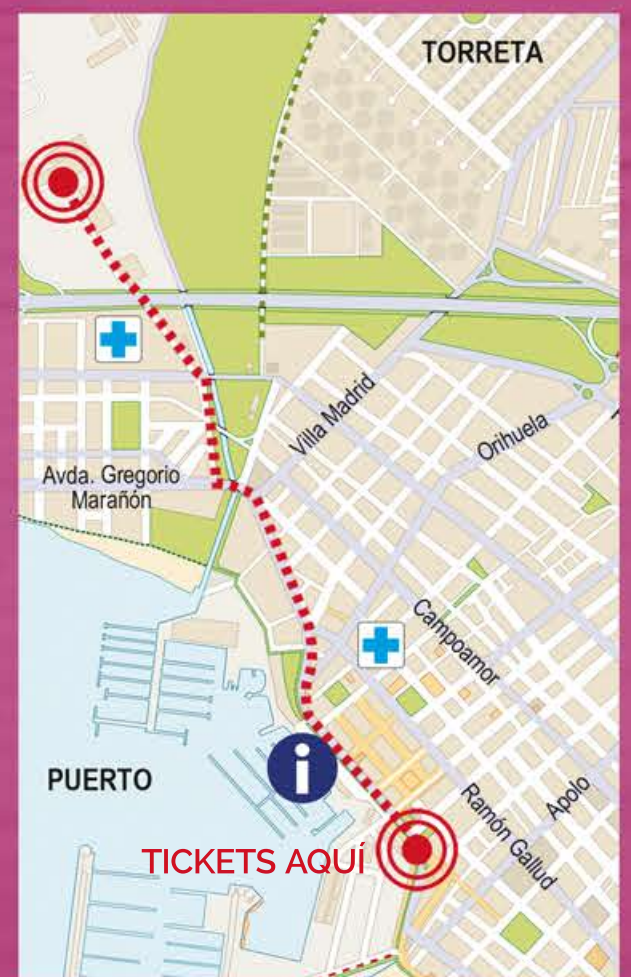 TORRETA
Villa Madrid
Orihuela
Avda. Gregorio
Marañón
Campoamor
i
PUERTO
Ramón Gallud
Apolo
TICKETS AQUÍ